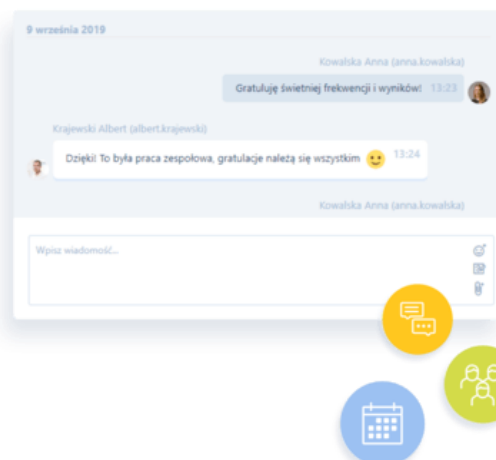 9 września 2019
Kowalska Anna (anna.kowalska)
Gratuluję świetniej frekwencji i wyników! 13:23
Krajewski Albert (albert.krajewski)
Dzięki! To była praca zespołowa, gratulacje należą się wszystkim 13:24
Kowalska Anna (anna.kowalska)
Wpisz wiadomość...